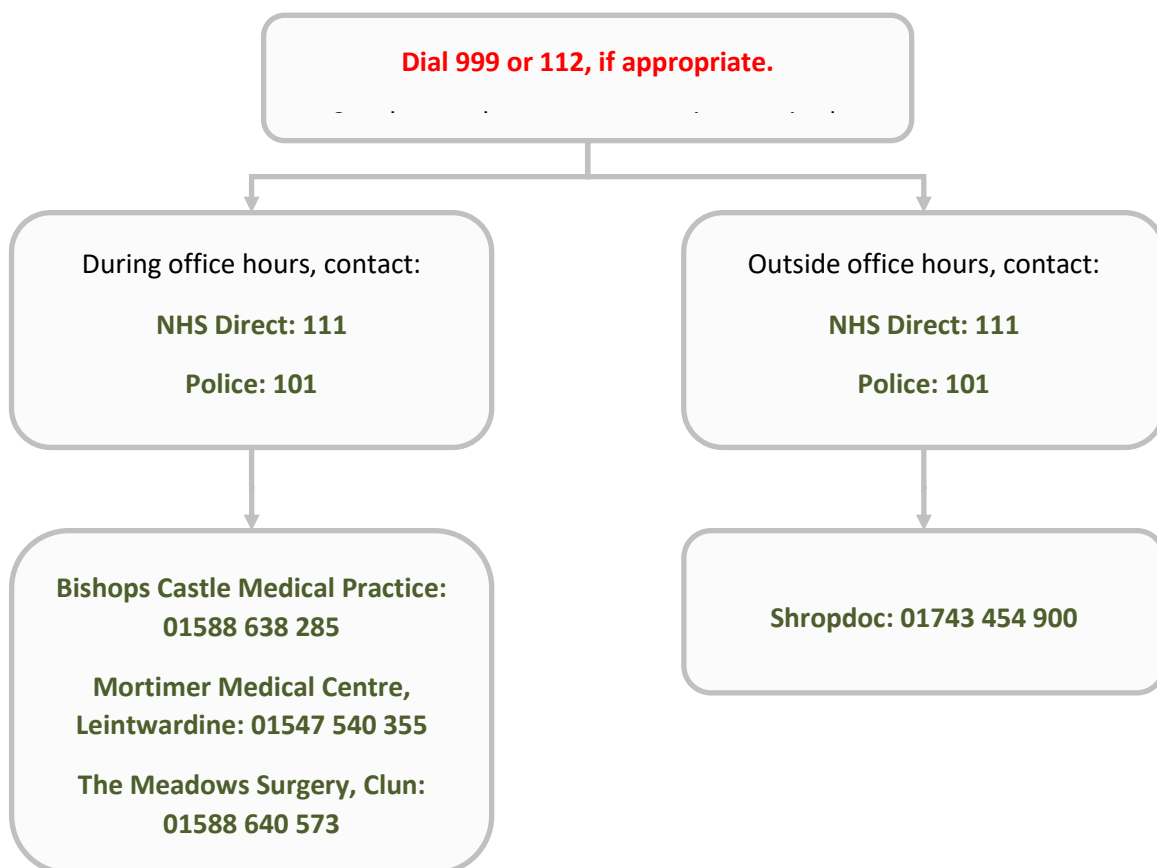 Dial 999 or 112, if appropriate.
During office hours, contact:
NHS Direct: 111
Police: 101
Outside office hours, contact:
NHS Direct: 111
Police: 101
Bishops Castle Medical Practice:
01588 638 285
Mortimer Medical Centre,
Leintwardine: 01547 540 355
The Meadows Surgery, Clun:
01588 640 573
Shropdoc: 01743 454 900